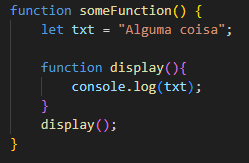 function someFunction() {
    let txt = "Alguma coisa";

    function display(){
        console.log(txt);
    }
    display();
}